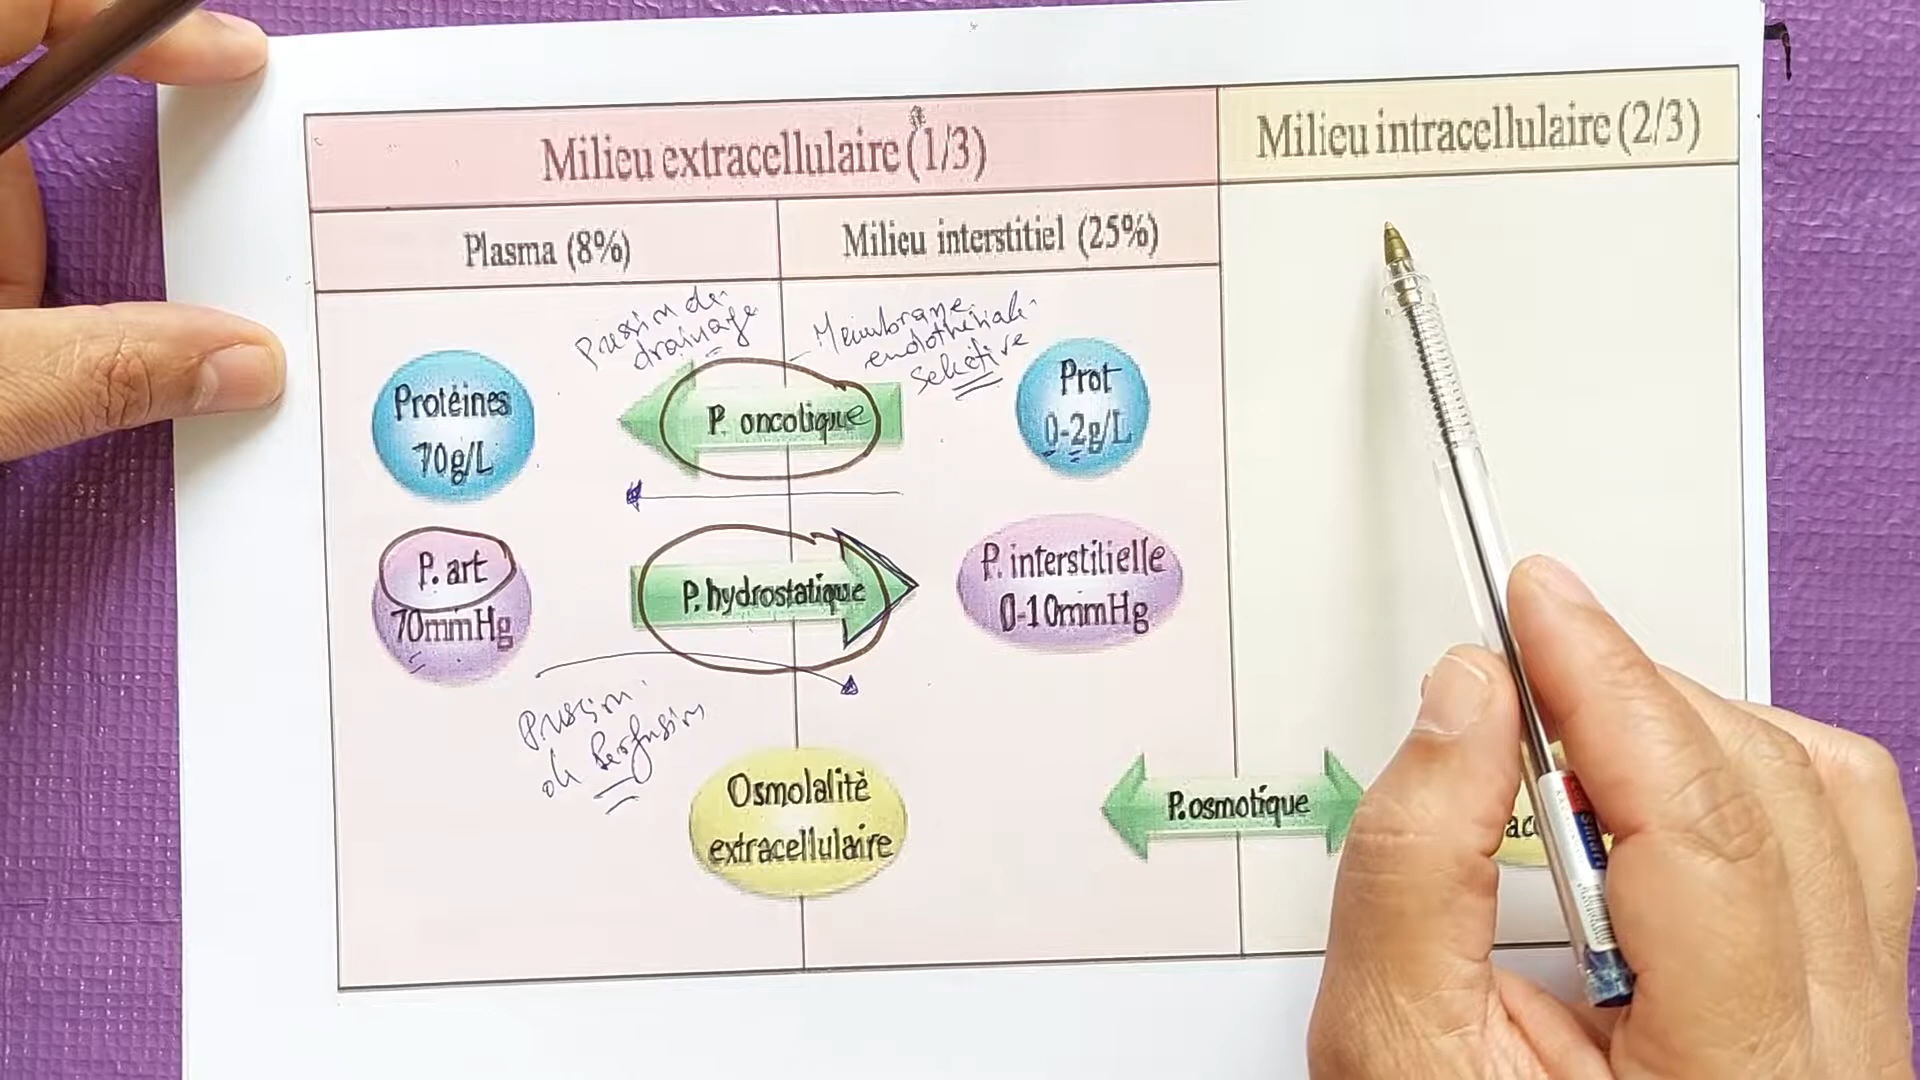 Milieu extracellulaire (1/3)
Milieu intracellulaire (2/3)
Plasma (8%)
Milieu interstitiel (25%)
Pression de
drainage
Membrane
endothéliale
selective
Protéines
70g/L
P. oncotique
Prot
0-2g/L
P. art
70mmHg
P. hydrostatique
P. interstitielle
0-10mmHg
Pression
de Perfusion
Osmolalité
extracellulaire
P. osmotique